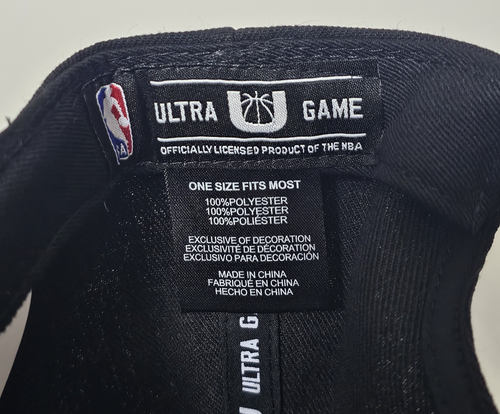 ULTRA GAME
OFFICIALLY LICENSED PRODUCT OF THE NBA
BA
ONE SIZE FITS MOST
100%POLYESTER
100%POLYESTER
100%POLIÉSTER
EXCLUSIVE OF DECORATION
EXCLUSIVITÉ DE DÉCORATION
EXCLUSIVO PARA DECORACIÓN
MADE IN CHINA
FABRIQUÉ EN CHINA
HECHO EN CHINA
ULTRA G